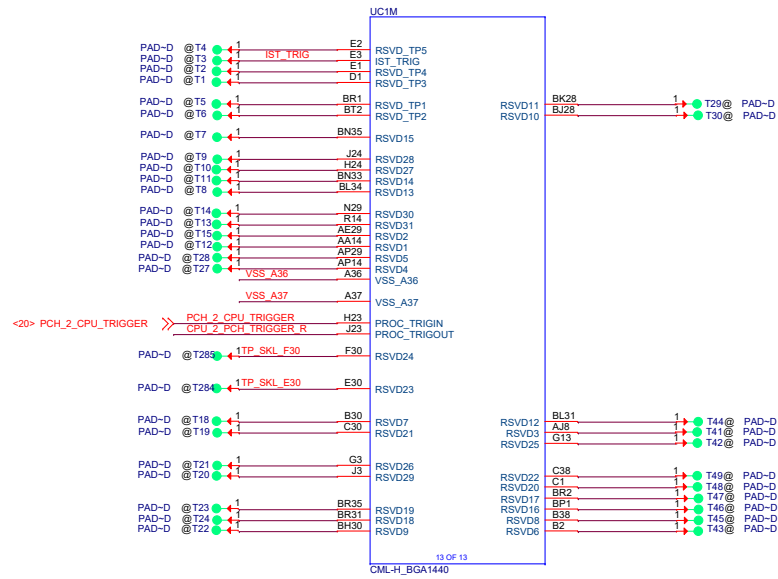 UC1M
PAD~D @T4 1 E2 RSVD_TP5
PAD~D @T3 1 IST_TRIG E3 IST_TRIG
PAD~D @T2 1 E1 RSVD_TP4
PAD~D @T1 1 D1 RSVD_TP3
PAD~D @T5 1 BR1 RSVD_TP1 RSVD11 BK28 1 T29@ PAD~D
PAD~D @T6 1 BT2 RSVD_TP2 RSVD10 BJ28 1 T30@ PAD~D
PAD~D @T7 1 BN35 RSVD15
PAD~D @T9 1 J24 RSVD28
PAD~D @T10 1 H24 RSVD27
PAD~D @T11 1 BN33 RSVD14
PAD~D @T8 1 BL34 RSVD13
PAD~D @T14 1 N29 RSVD30
PAD~D @T13 1 R14 RSVD31
PAD~D @T15 1 AE29 RSVD2
PAD~D @T12 1 AA14 RSVD1
PAD~D @T28 1 AP29 RSVD5
PAD~D @T27 1 AP14 RSVD4
VSS_A36 A36 VSS_A36
VSS_A37 A37 VSS_A37
<20> PCH_2_CPU_TRIGGER PCH_2_CPU_TRIGGER H23 PROC_TRIGIN
CPU_2_PCH_TRIGGER_R J23 PROC_TRIGOUT
PAD~D @T285 1 TP_SKL_F30 F30 RSVD24
PAD~D @T284 1 TP_SKL_E30 E30 RSVD23
PAD~D @T18 1 B30 RSVD7 RSVD12 BL31 1 T44@ PAD~D
PAD~D @T19 1 C30 RSVD21 RSVD3 AJ8 1 T41@ PAD~D
RSVD25 G13 1 T42@ PAD~D
PAD~D @T21 1 G3 RSVD26
PAD~D @T20 1 J3 RSVD29 RSVD22 C38 1 T49@ PAD~D
RSVD20 C1 1 T48@ PAD~D
RSVD17 BR2 1 T47@ PAD~D
PAD~D @T23 1 BR35 RSVD19 RSVD16 BP1 1 T46@ PAD~D
PAD~D @T24 1 BR31 RSVD18 RSVD8 B38 1 T45@ PAD~D
PAD~D @T22 1 BH30 RSVD9 RSVD6 B2 1 T43@ PAD~D
13 OF 13
CML-H_BGA1440